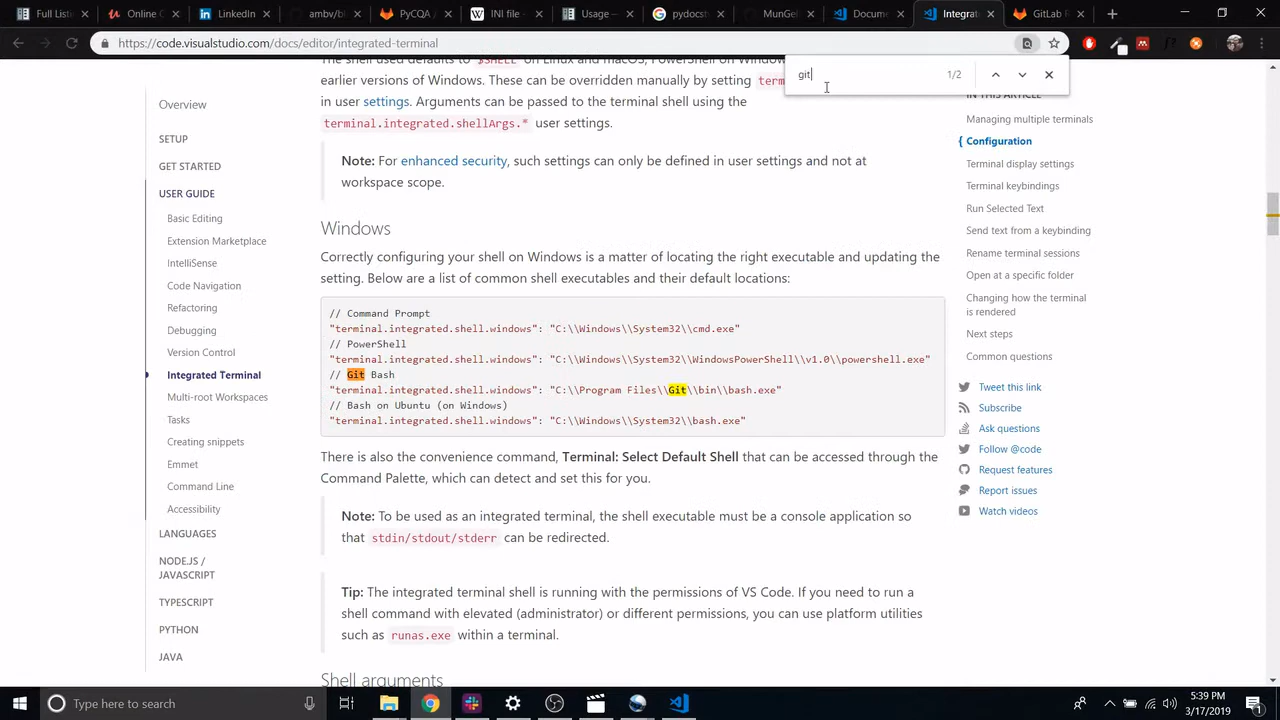 Full List
Online C
LinkedIn
ambv/b
PyCQA /
INI file -
Usage —
pydocst
MunGel
Docume
Integrat
GitLab R
https://code.visualstudio.com/docs/editor/integrated-terminal
git
1/2
Overview
SETUP
GET STARTED
USER GUIDE
Basic Editing
Extension Marketplace
IntelliSense
Code Navigation
Refactoring
Debugging
Version Control
Integrated Terminal
Multi-root Workspaces
Tasks
Creating snippets
Emmet
Command Line
Accessibility
LANGUAGES
NODE.JS /
JAVASCRIPT
TYPESCRIPT
PYTHON
JAVA
The shell used defaults to $SHELL on Linux and macOS, PowerShell on Window
earlier versions of Windows. These can be overridden manually by setting term
in user settings. Arguments can be passed to the terminal shell using the
terminal.integrated.shellArgs.* user settings.
Note: For enhanced security, such settings can only be defined in user settings and not at
workspace scope.
Windows
Correctly configuring your shell on Windows is a matter of locating the right executable and updating the
setting. Below are a list of common shell executables and their default locations:
// Command Prompt
"terminal.integrated.shell.windows": "C:\\Windows\\System32\\cmd.exe"
// PowerShell
"terminal.integrated.shell.windows": "C:\\Windows\\System32\\WindowsPowerShell\\v1.0\\powershell.exe"
// Git Bash
"terminal.integrated.shell.windows": "C:\\Program Files\\Git\\bin\\bash.exe"
// Bash on Ubuntu (on Windows)
"terminal.integrated.shell.windows": "C:\\Windows\\System32\\bash.exe"
There is also the convenience command, Terminal: Select Default Shell that can be accessed through the
Command Palette, which can detect and set this for you.
Note: To be used as an integrated terminal, the shell executable must be a console application so
that stdin/stdout/stderr can be redirected.
Tip: The integrated terminal shell is running with the permissions of VS Code. If you need to run a
shell command with elevated (administrator) or different permissions, you can use platform utilities
such as runas.exe within a terminal.
Shell arguments
IN THIS ARTICLE
Managing multiple terminals
Configuration
Terminal display settings
Terminal keybindings
Run Selected Text
Send text from a keybinding
Rename terminal sessions
Open at a specific folder
Changing how the terminal
is rendered
Next steps
Common questions
Tweet this link
Subscribe
Ask questions
Follow @code
Request features
Report issues
Watch videos
Type here to search
5:39 PM
3/17/2019